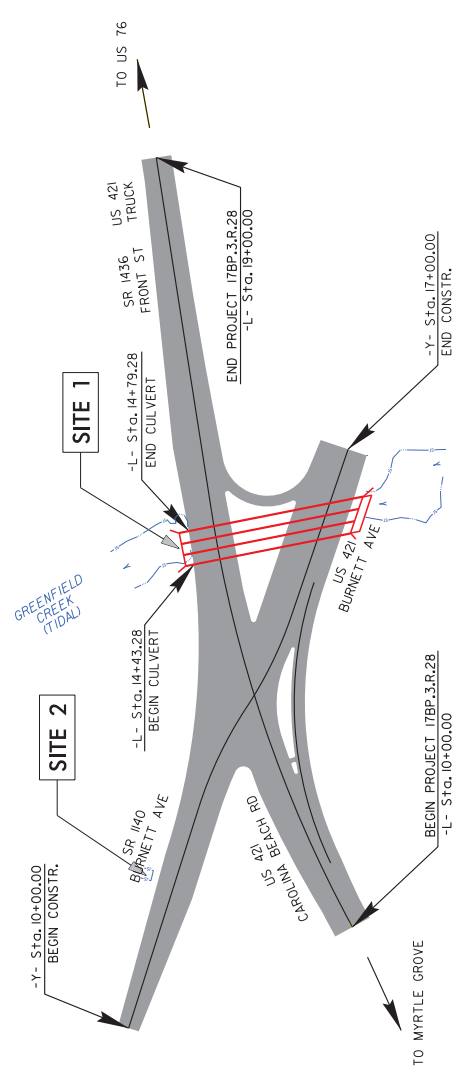 TO US 76
US 421
TRUCK
SR 1436
FRONT ST
END PROJECT 17BP.3.R.28
-L- Sta. 19+00.00
-Y- Sta. 17+00.00
END CONSTR.
SITE 1
-L- Sta. 14+79.28
END CULVERT
GREENFIELD
CREEK
(TIDAL)
-L- Sta. 14+43.28
BEGIN CULVERT
US 421
BURNETT AVE
SITE 2
SR 1140
BURNETT AVE
US 421
CAROLINA BEACH RD
BEGIN PROJECT 17BP.3.R.28
-L- Sta. 10+00.00
-Y- Sta. 10+00.00
BEGIN CONSTR.
TO MYRTLE GROVE